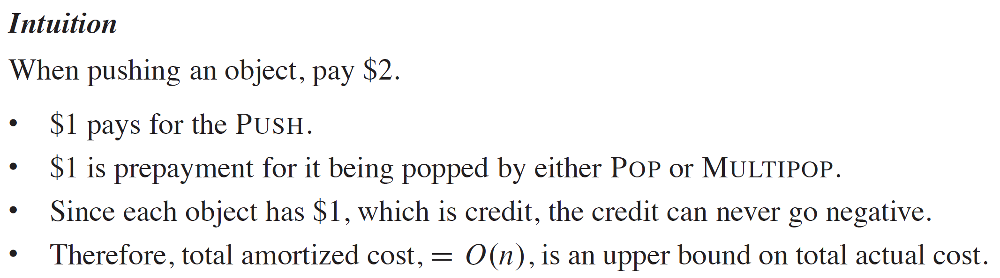 Intuition
When pushing an object, pay $2.
• $1 pays for the PUSH.
• $1 is prepayment for it being popped by either POP or MULTIPOP.
• Since each object has $1, which is credit, the credit can never go negative.
• Therefore, total amortized cost, = O(n), is an upper bound on total actual cost.